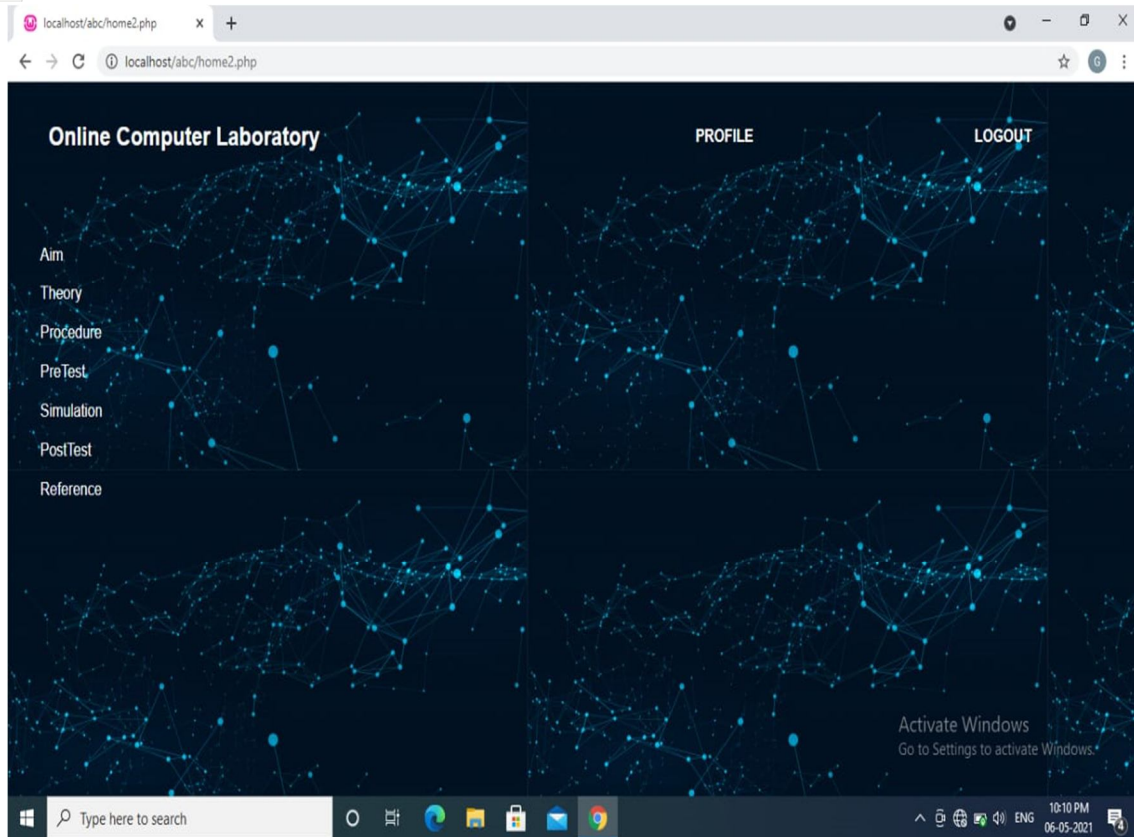 localhost/abc/home2.php
localhost/abc/home2.php
G
Online Computer Laboratory PROFILE LOGOUT
Aim
Theory
Procedure
PreTest
Simulation
PostTest
Reference
Activate Windows
Go to Settings to activate Windows.
Type here to search
ENG
10:10 PM
06-05-2021
4